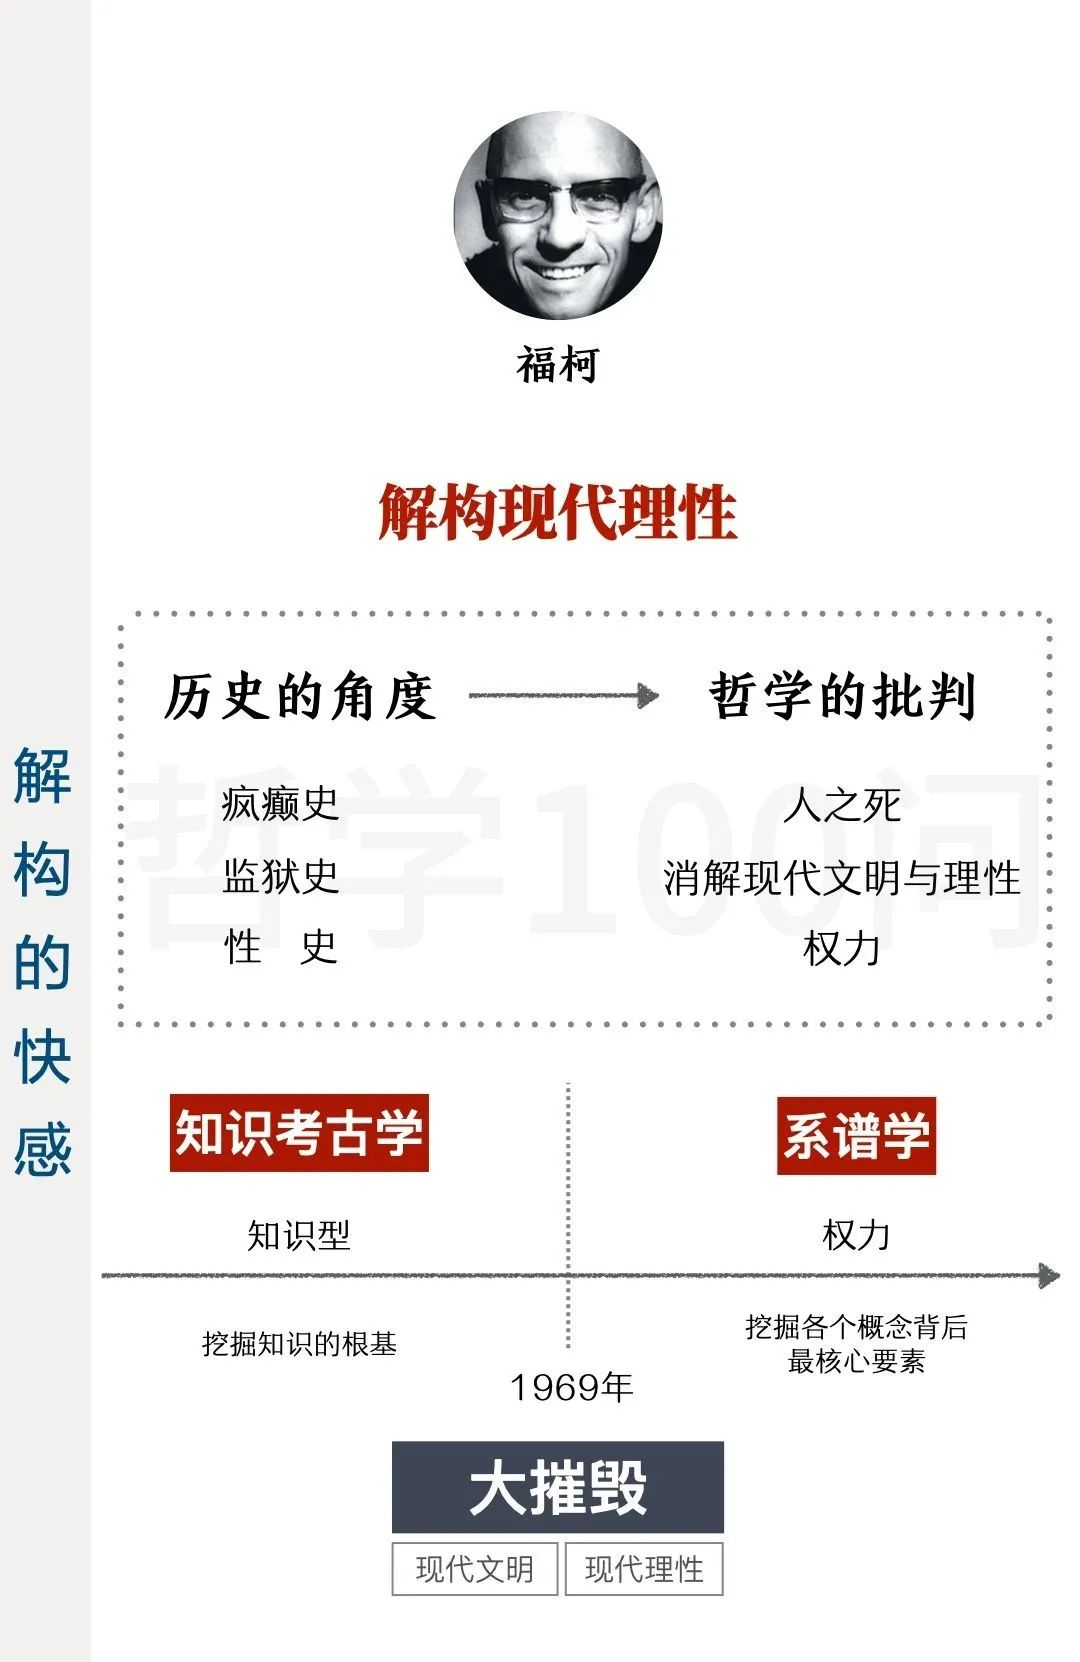 福柯
解构现代理性
历史的角度
哲学的批判
疯癫史
人之死
监狱史
消解现代文明与理性
性 史
权力
哲学100问
解构的快感
知识考古学
系谱学
知识型
权力
挖掘知识的根基
挖掘各个概念背后
最核心要素
1969年
大摧毁
现代文明
现代理性